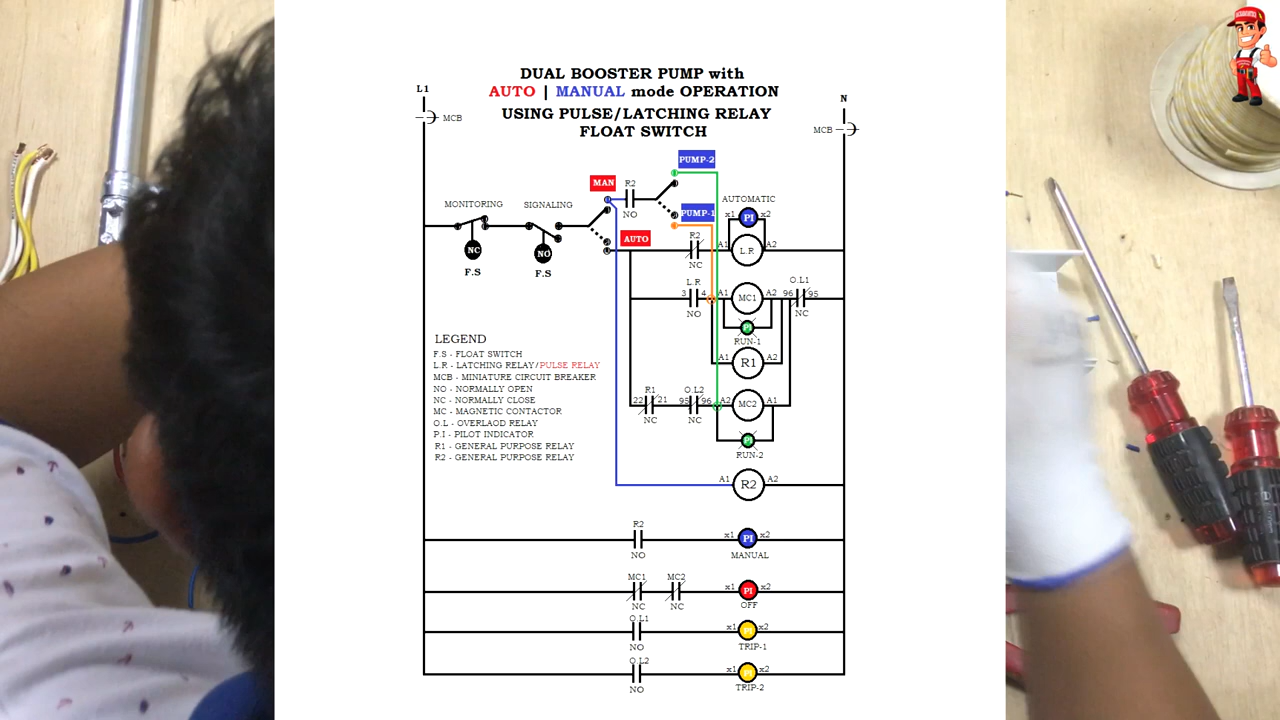 DUAL BOOSTER PUMP with
AUTO | MANUAL mode OPERATION
USING PULSE/LATCHING RELAY
FLOAT SWITCH
L1
MCB
N
MCB
PUMP-2
MAN
R2
NO
MONITORING
SIGNALING
AUTOMATIC
PUMP-1
x1 PI x2
AUTO
R2
NC
A1 L.R A2
NC
NO
F.S
F.S
L.R
3 4
NO
A1 MC1 A2
O.L1
96 95
NC
PI
RUN-1
A1 R1 A2
LEGEND
F.S - FLOAT SWITCH
L.R - LATCHING RELAY/PULSE RELAY
MCB - MINIATURE CIRCUIT BREAKER
NO - NORMALLY OPEN
NC - NORMALLY CLOSE
MC - MAGNETIC CONTACTOR
O.L - OVERLAOD RELAY
P.I - PILOT INDICATOR
R1 - GENERAL PURPOSE RELAY
R2 - GENERAL PURPOSE RELAY
R1
22 21
NC
O.L2
95 96
NC
A2 MC2 A1
PI
RUN-2
A1 R2 A2
R2
NO
x1 PI x2
MANUAL
MC1
NC
MC2
NC
x1 PI x2
OFF
O.L1
NO
x1 PI x2
TRIP-1
O.L2
NO
x1 PI x2
TRIP-2